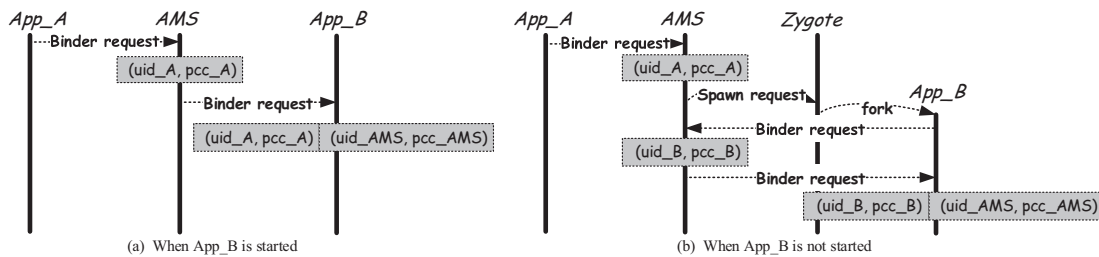 App_A AMS App_B
Binder request
(uid_A, pcc_A)
Binder request
(uid_A, pcc_A) (uid_AMS, pcc_AMS)
(a) When App_B is started
App_A AMS Zygote
Binder request
(uid_A, pcc_A)
Spawn request
App_B
fork
Binder request
(uid_B, pcc_B)
Binder request
(uid_B, pcc_B) (uid_AMS, pcc_AMS)
(b) When App_B is not started